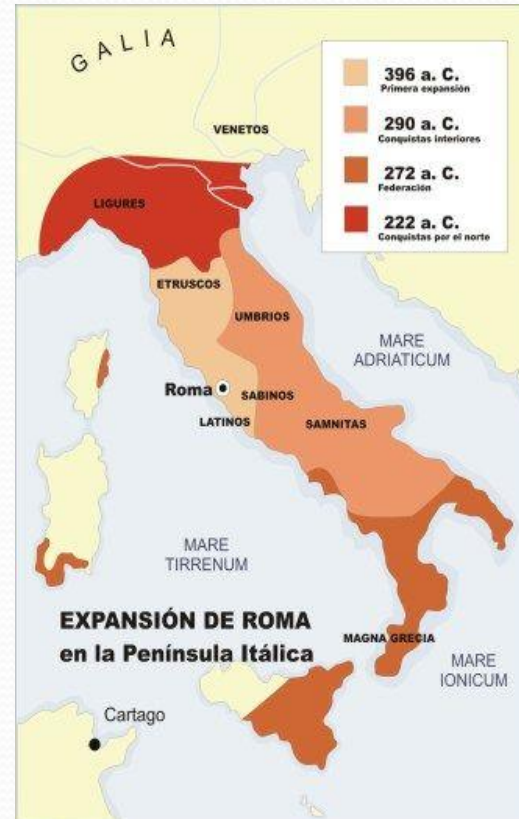 GALIA
396 a. C.
Primera expansión
290 a. C.
Conquistas interiores
272 a. C.
Federación
222 a. C.
Conquistas por el norte
VENETOS
LIGURES
ETRUSCOS
UMBRIOS
MARE
ADRIATICUM
Roma
SABINOS
LATINOS
SAMNITAS
MARE
TIRRENUM
EXPANSIÓN DE ROMA
en la Península Itálica
MAGNA GRECIA
MARE
IONICUM
Cartago